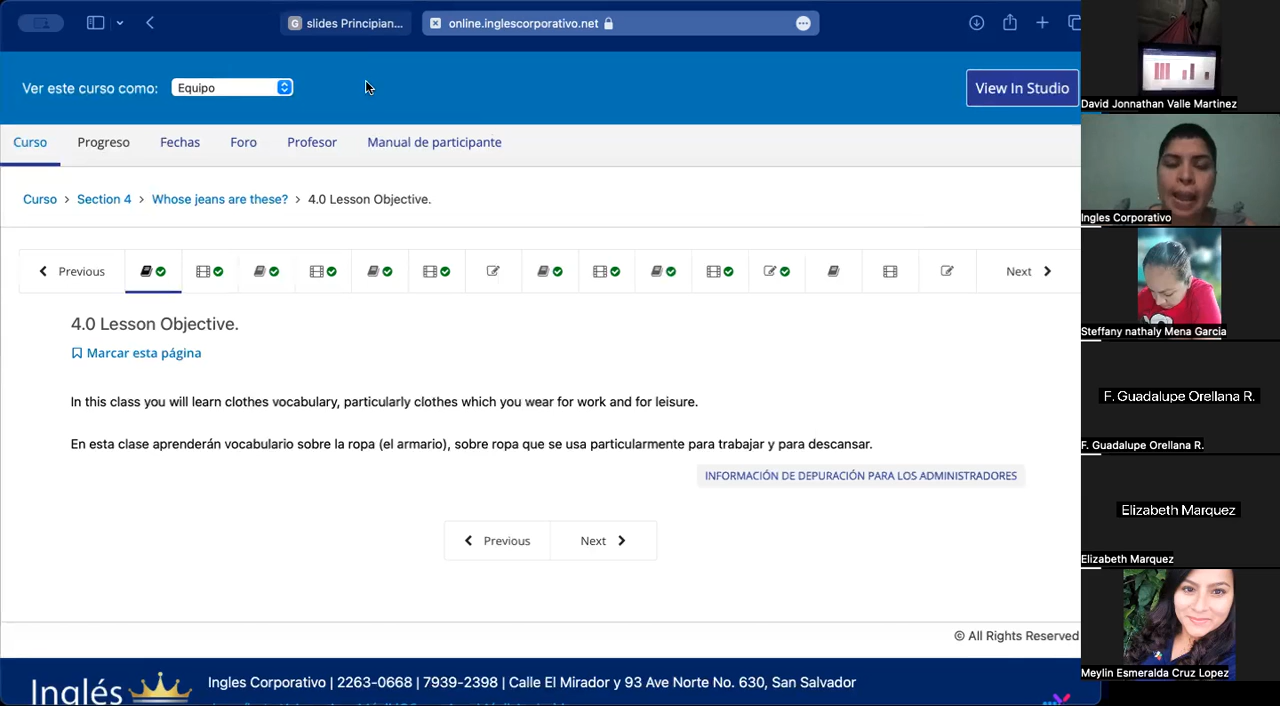 slides Principian...
online.inglescorporativo.net
Ver este curso como:
Equipo
View In Studio
Curso
Progreso
Fechas
Foro
Profesor
Manual de participante
Curso > Section 4 > Whose jeans are these? > 4.0 Lesson Objective.
Previous
Next
4.0 Lesson Objective.
Marcar esta página
In this class you will learn clothes vocabulary, particularly clothes which you wear for work and for leisure.
En esta clase aprenderán vocabulario sobre la ropa (el armario), sobre ropa que se usa particularmente para trabajar y para descansar.
INFORMACIÓN DE DEPURACIÓN PARA LOS ADMINISTRADORES
Previous
Next
© All Rights Reserved
Inglés
Ingles Corporativo | 2263-0668 | 7939-2398 | Calle El Mirador y 93 Ave Norte No. 630, San Salvador
David Jonnathan Valle Martinez
Ingles Corporativo
Steffany nathaly Mena Garcia
F. Guadalupe Orellana R.
F. Guadalupe Orellana R.
Elizabeth Marquez
Elizabeth Marquez
Meylin Esmeralda Cruz Lopez